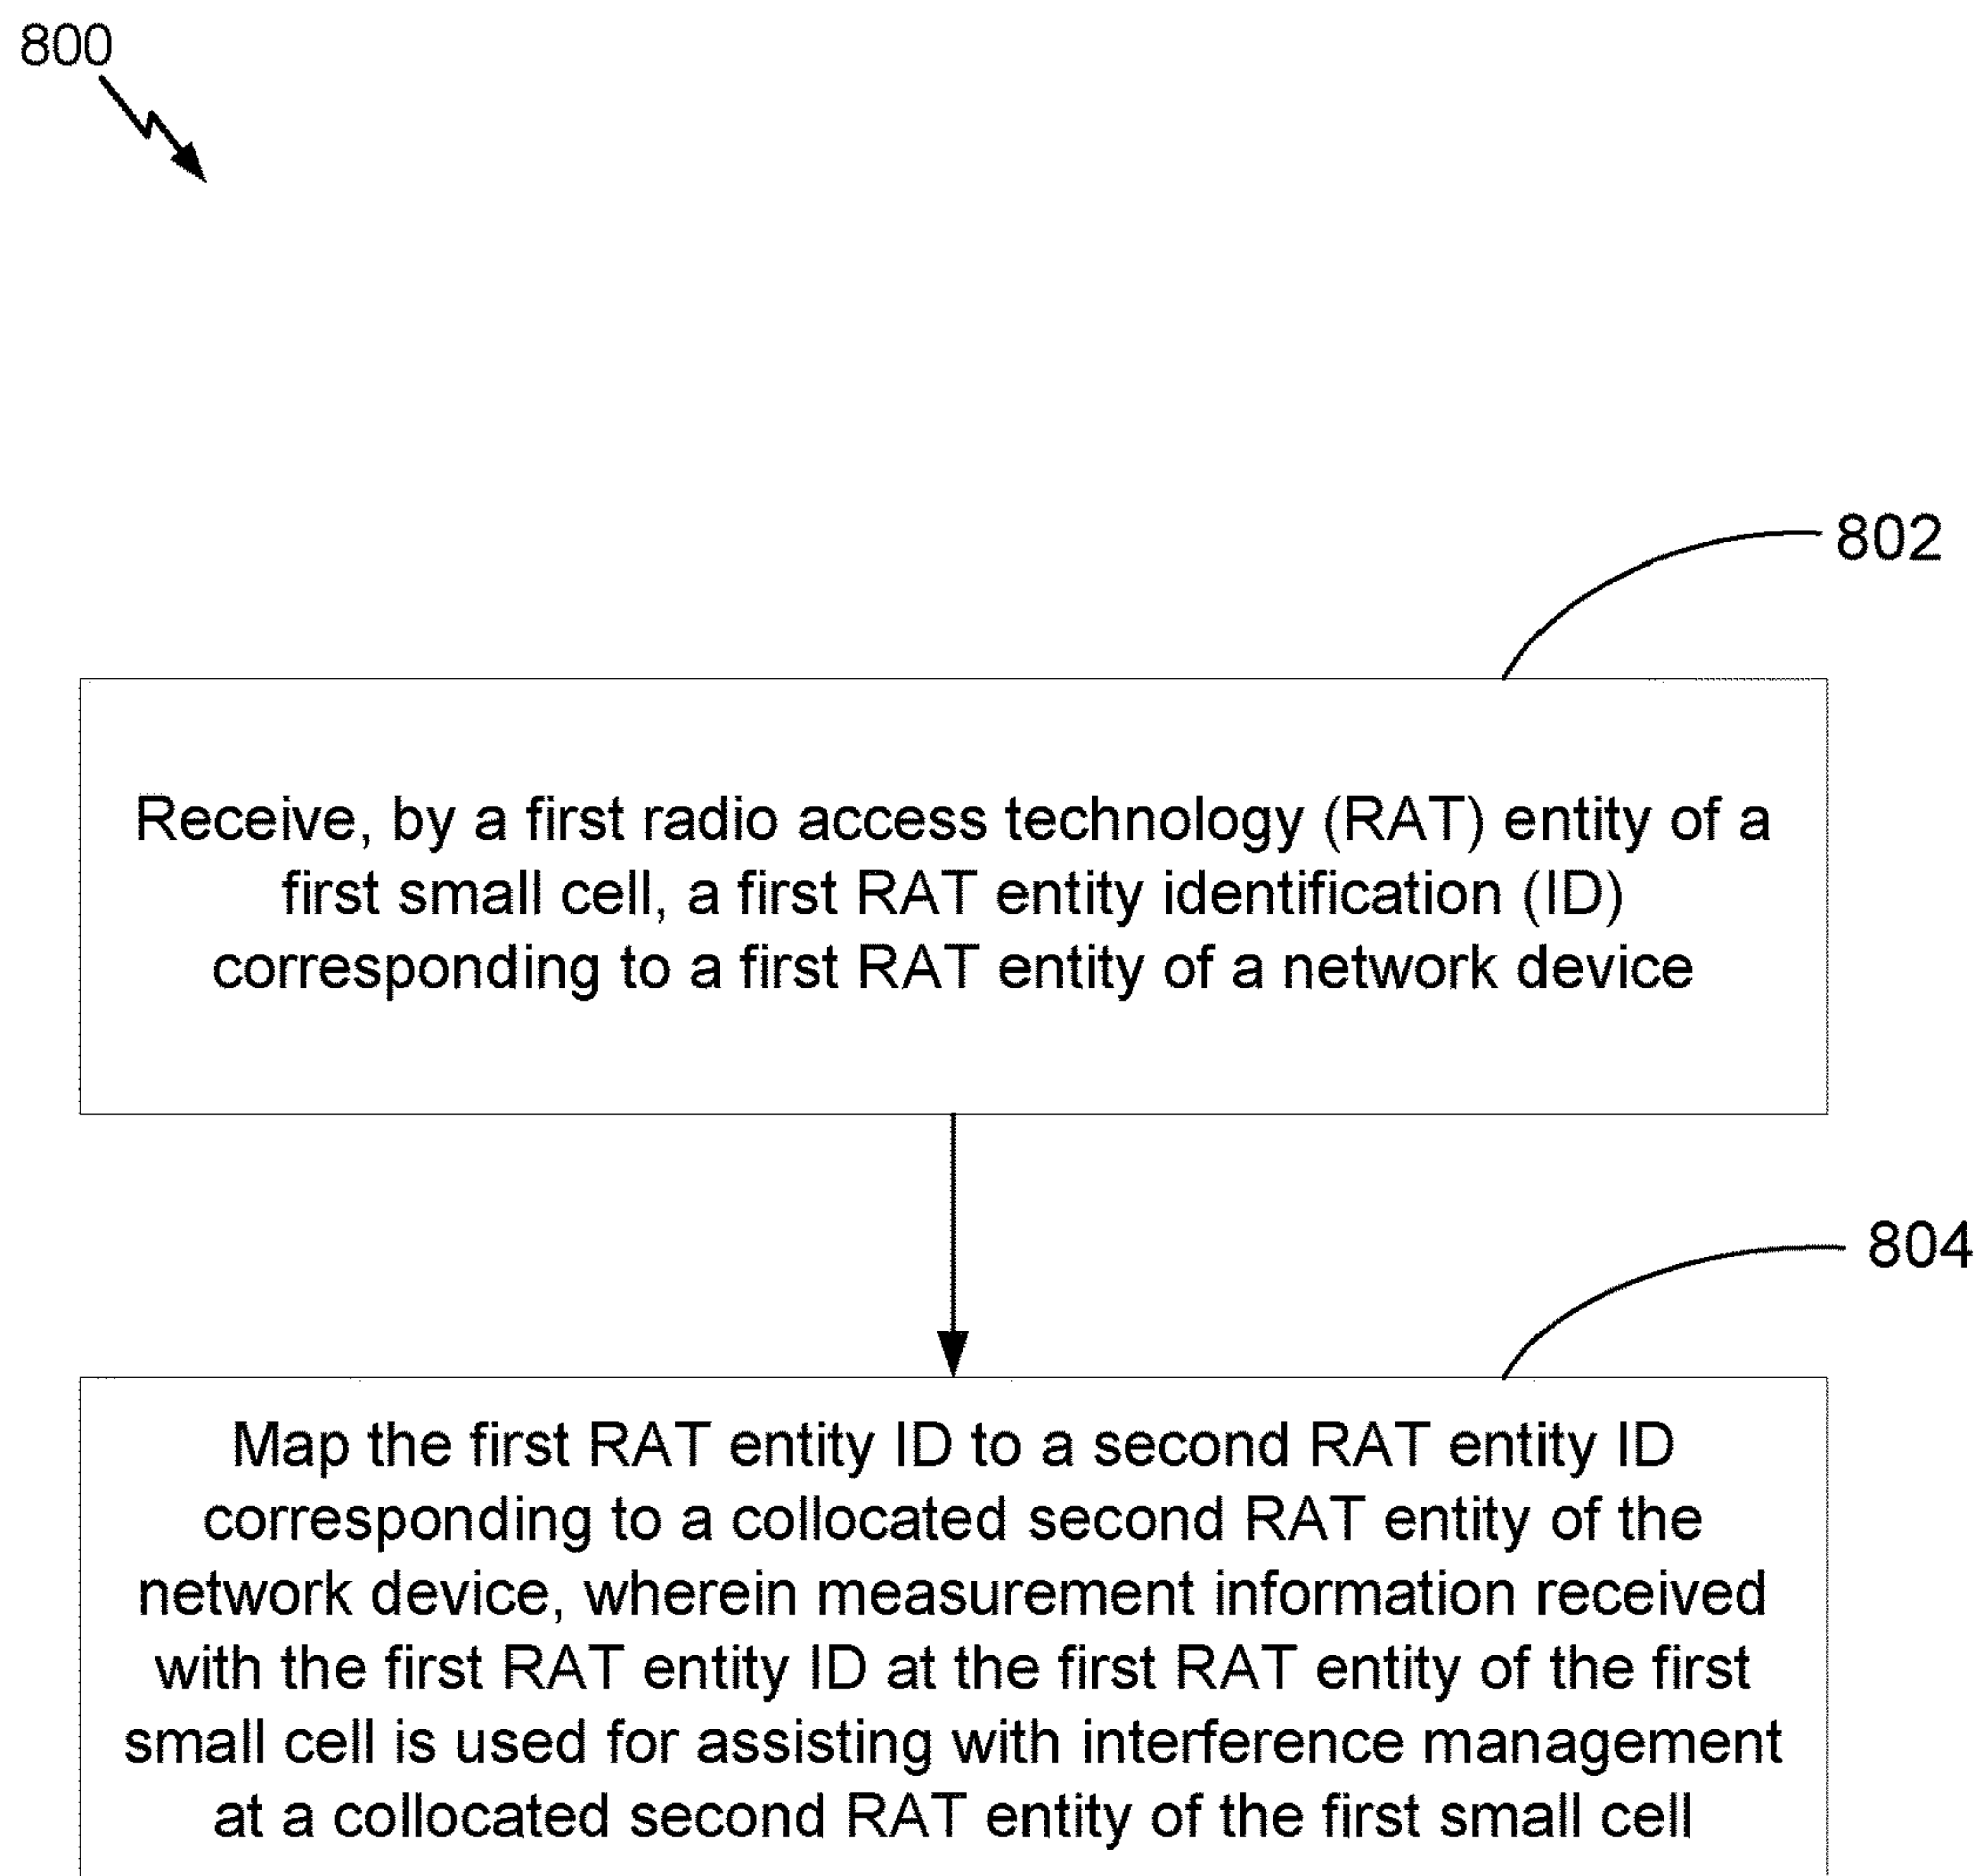 800
802
Receive, by a first radio access technology (RAT) entity of a
first small cell, a first RAT entity identification (ID)
corresponding to a first RAT entity of a network device
804
Map the first RAT entity ID to a second RAT entity ID
corresponding to a collocated second RAT entity of the
network device, wherein measurement information received
with the first RAT entity ID at the first RAT entity of the first
small cell is used for assisting with interference management
at a collocated second RAT entity of the first small cell